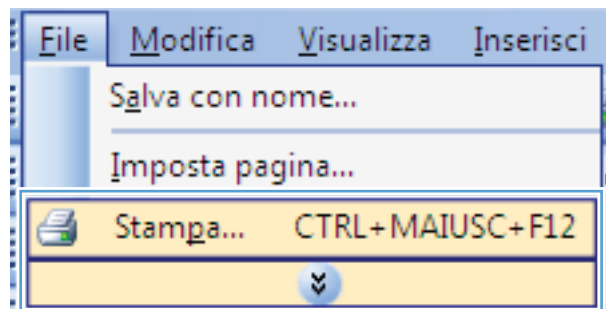 File Modifica Visualizza Inserisci
Salva con nome...
Imposta pagina...
Stampa... CTRL+MAIUSC+F12